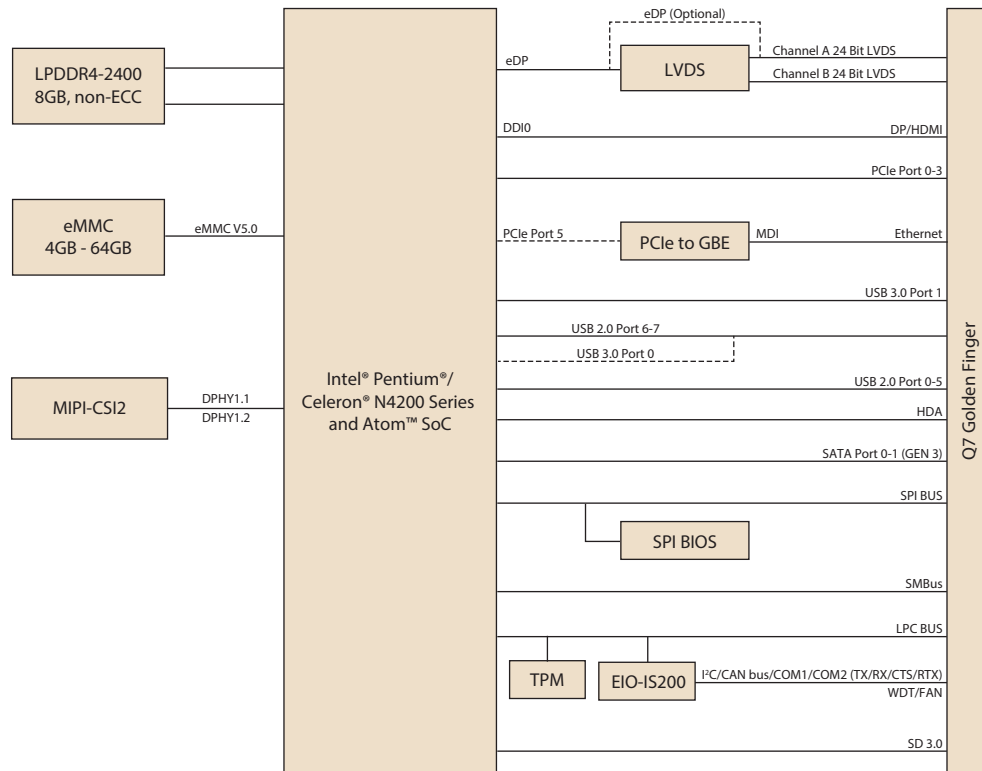 eDP (Optional)
LPDDR4-2400
8GB, non-ECC
eDP
LVDS
Channel A 24 Bit LVDS
Channel B 24 Bit LVDS
DDI0
DP/HDMI
PCIe Port 0-3
eMMC
4GB - 64GB
eMMC V5.0
PCIe Port 5
PCIe to GBE
MDI
Ethernet
USB 3.0 Port 1
USB 2.0 Port 6-7
USB 3.0 Port 0
MIPI-CSI2
DPHY1.1
DPHY1.2
Intel® Pentium®/
Celeron® N4200 Series
and Atom™ SoC
USB 2.0 Port 0-5
HDA
SATA Port 0-1 (GEN 3)
SPI BUS
SPI BIOS
SMBus
LPC BUS
TPM
EIO-IS200
I²C/CAN bus/COM1/COM2 (TX/RX/CTS/RTX)
WDT/FAN
SD 3.0
Q7 Golden Finger